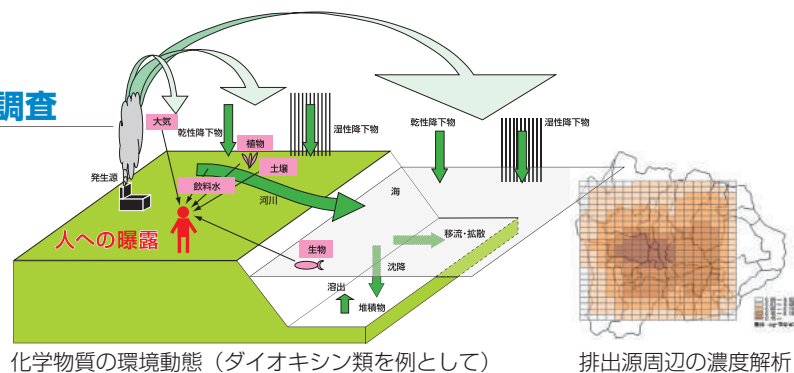 調査
大気
乾性降下物
湿性降下物
乾性降下物
湿性降下物
植物
土壌
発生源
飲料水
河川
海
人への曝露
移流・拡散
生物
沈降
溶出
堆積物
化学物質の環境動態（ダイオキシン類を例として）
排出源周辺の濃度解析